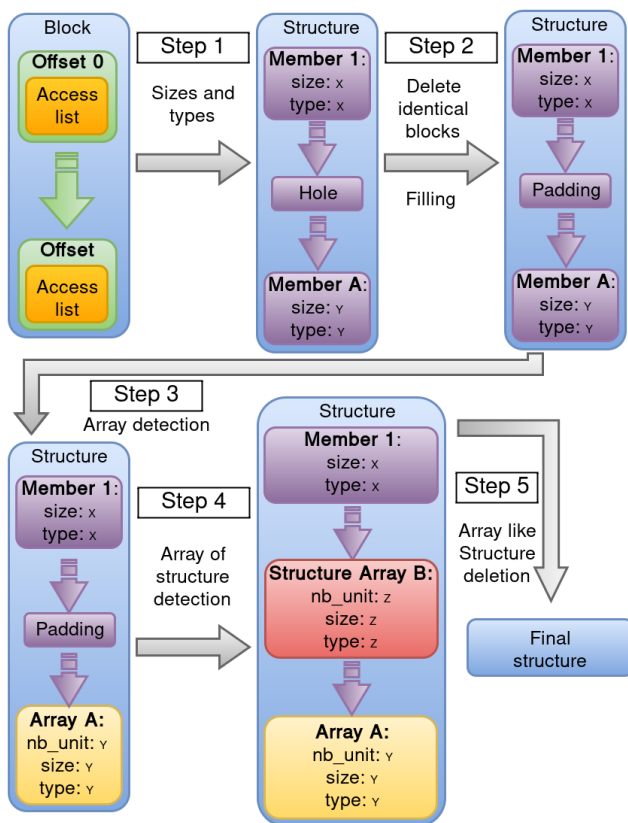 Block
Offset 0
Access
list
Offset
Access
list
Step 1
Sizes and
types
Structure
Member 1:
size: x
type: x
Hole
Member A:
size: Y
type: Y
Step 2
Delete
identical
blocks
Filling
Structure
Member 1:
size: x
type: x
Padding
Member A:
size: Y
type: Y
Step 3
Array detection
Structure
Member 1:
size: x
type: x
Padding
Array A:
nb_unit: Y
size: Y
type: Y
Step 4
Array of
structure
detection
Structure
Member 1:
size: x
type: x
Structure Array B:
nb_unit: z
size: z
type: z
Array A:
nb_unit: Y
size: Y
type: Y
Step 5
Array like
Structure
deletion
Final
structure